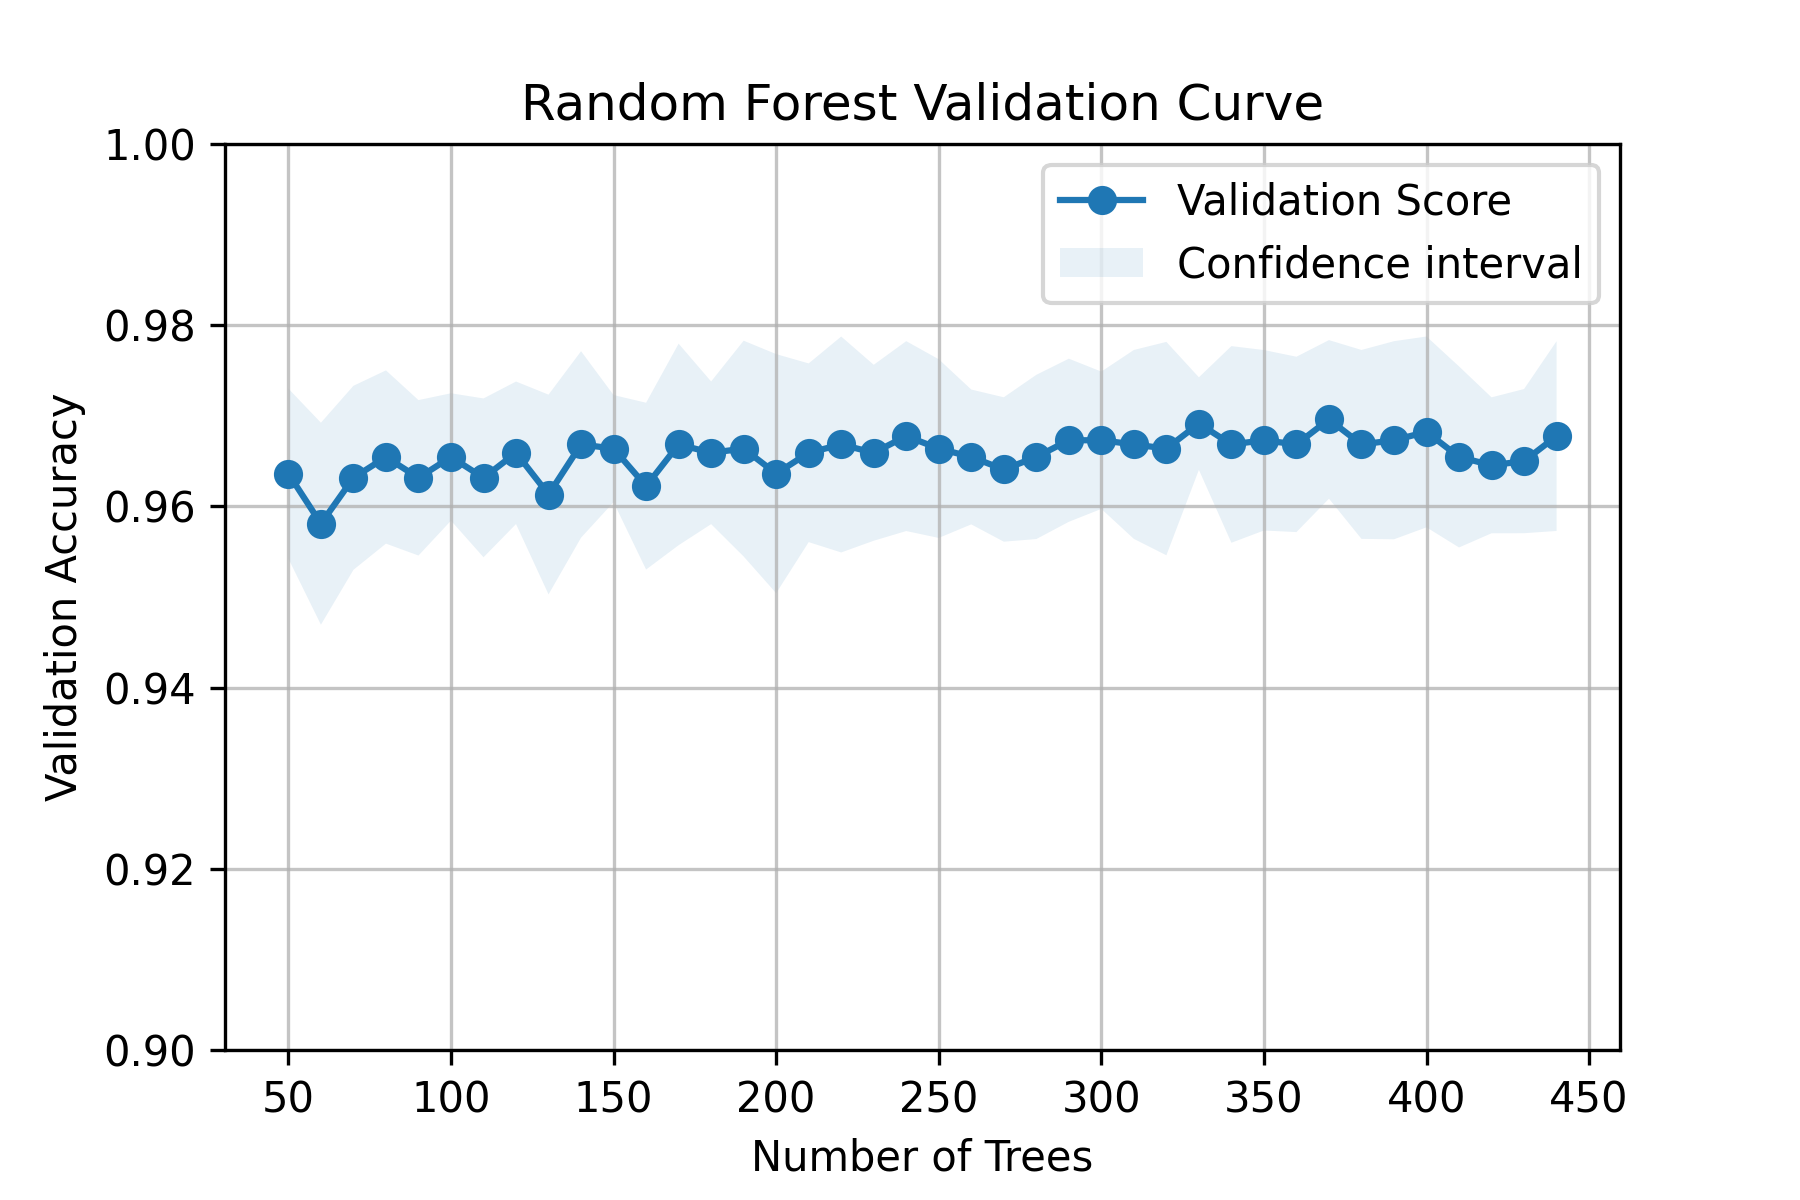 Random Forest Validation Curve
1.00
0.98
0.96
0.94
0.92
0.90
Validation Accuracy
Validation Score
Confidence interval
50 100 150 200 250 300 350 400 450
Number of Trees